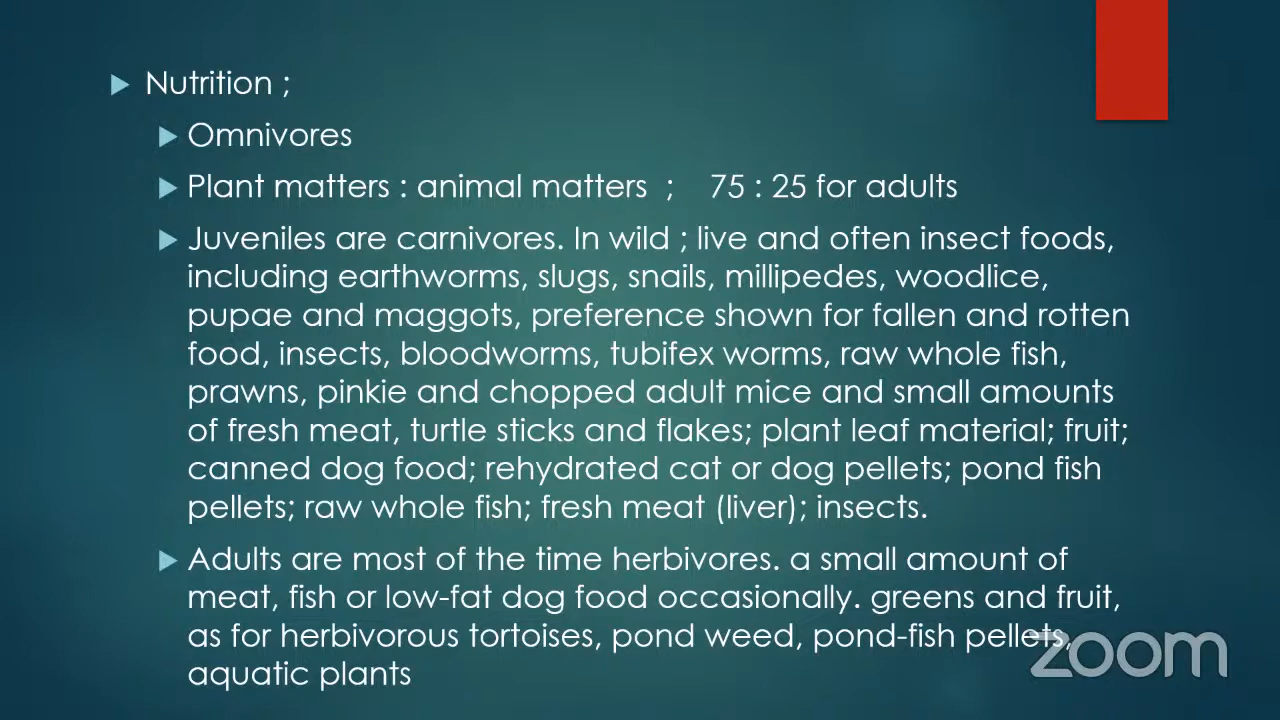 Nutrition ;
Omnivores
Plant matters : animal matters ; 75 : 25 for adults
Juveniles are carnivores. In wild ; live and often insect foods,
including earthworms, slugs, snails, millipedes, woodlice,
pupae and maggots, preference shown for fallen and rotten
food, insects, bloodworms, tubifex worms, raw whole fish,
prawns, pinkie and chopped adult mice and small amounts
of fresh meat, turtle sticks and flakes; plant leaf material; fruit;
canned dog food; rehydrated cat or dog pellets; pond fish
pellets; raw whole fish; fresh meat (liver); insects.
Adults are most of the time herbivores. a small amount of
meat, fish or low-fat dog food occasionally. greens and fruit,
as for herbivorous tortoises, pond weed, pond-fish pellets,
aquatic plants
zoom